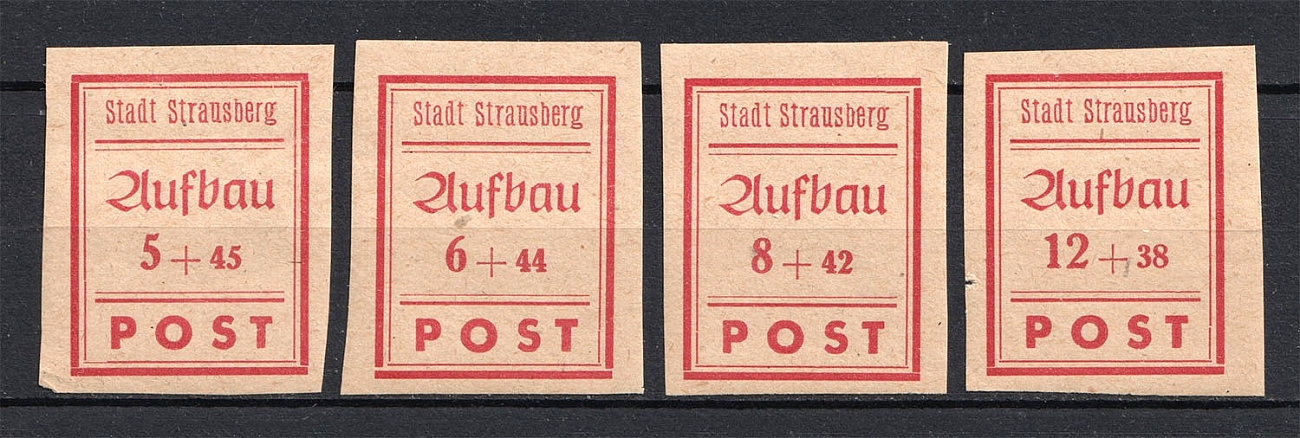 Stadt Strausberg
Aufbau
5 + 45
POST
Stadt Strausberg
Aufbau
6 + 44
POST
Stadt Strausberg
Aufbau
8 + 42
POST
Stadt Strausberg
Aufbau
12 + 38
POST